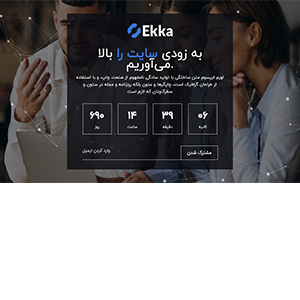 Ekka
به زودی سایت را بالا
می‌آوریم.
لورم ایپسوم متن ساختگی با تولید سادگی نامفهوم از صنعت چاپ، و با استفاده
از طراحان گرافیک است، چاپگرها و متون بلکه روزنامه و مجله در ستون و
سطرآنچنان که لازم است
۶۹۰ ۱۴ ۳۹ ۰۶
روز ساعت دقیقه ثانیه
وارد کردن ایمیل
مشترک شدن